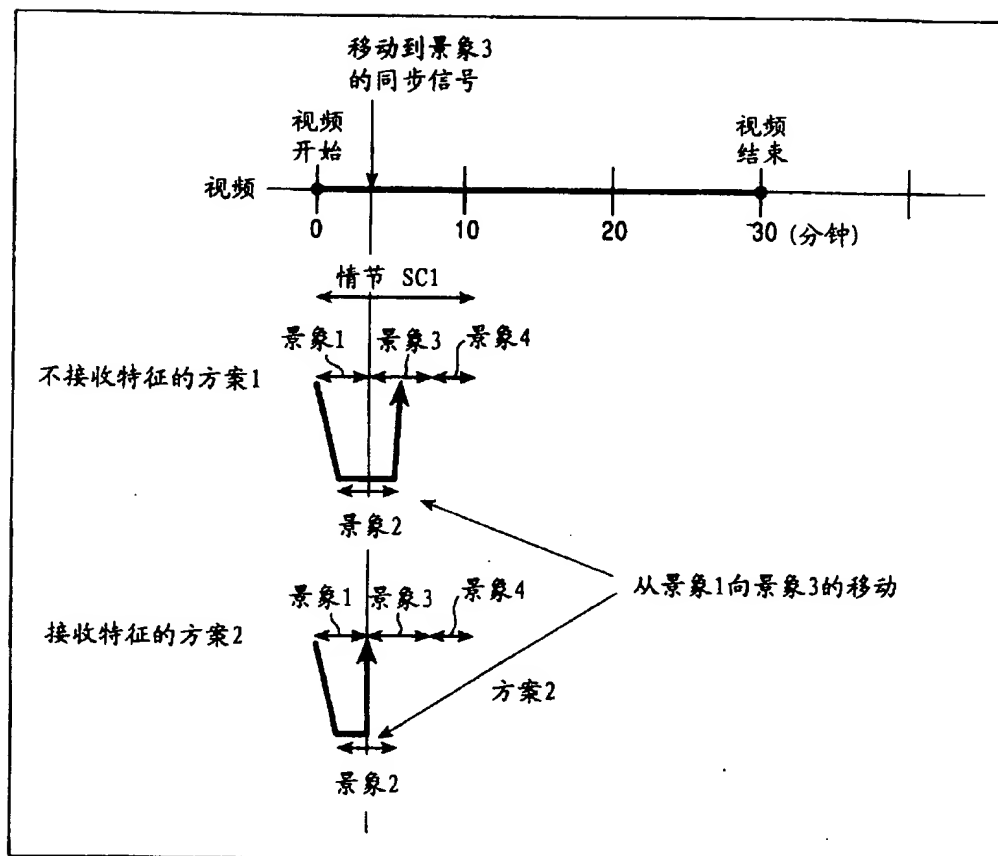 移动到景象3
的同步信号
视频
开始
视频
结束
视频
0
10
20
30 (分钟)
情节 SC1
景象1
景象3
景象4
不接收特征的方案1
景象2
从景象1向景象3的移动
景象1
景象3
景象4
接收特征的方案2
方案2
景象2